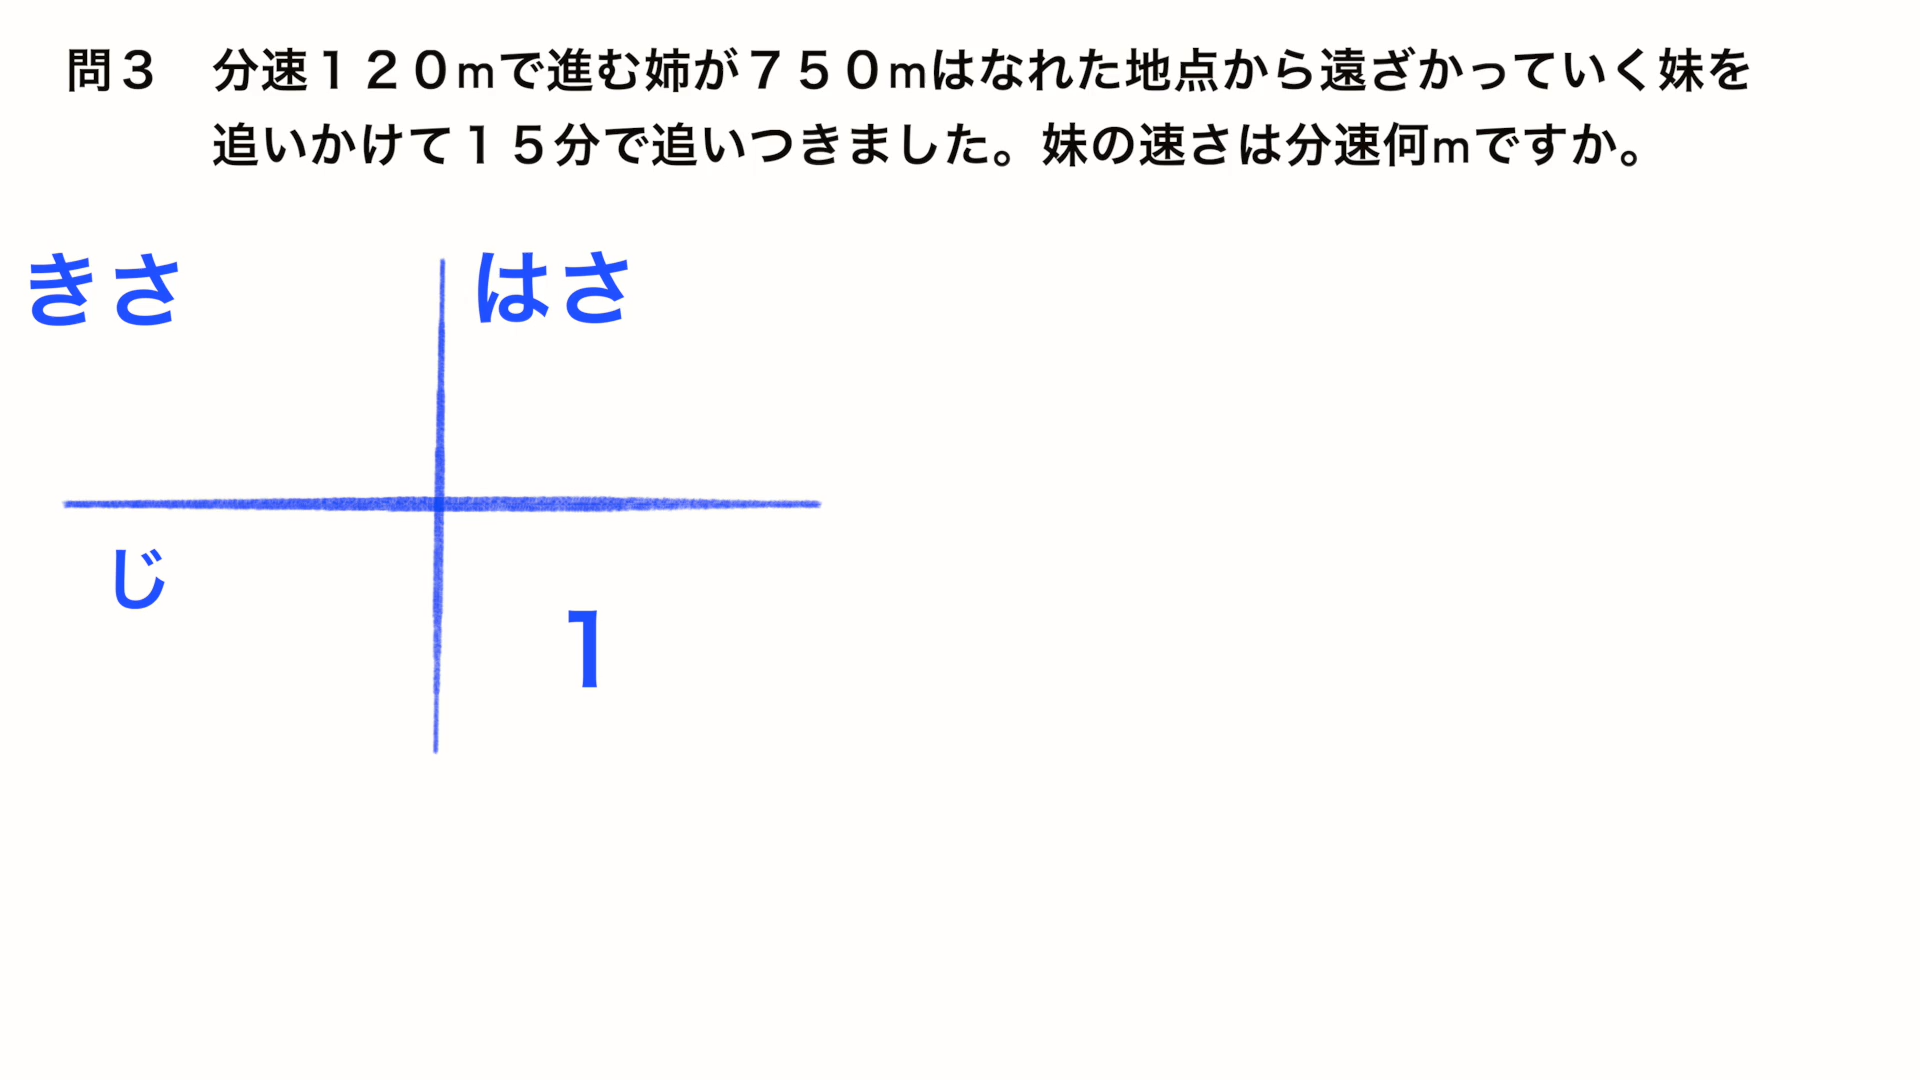 問３　分速１２０ｍで進む姉が７５０ｍはなれた地点から遠ざかっていく妹を
追いかけて１５分で追いつきました。妹の速さは分速何ｍですか。
きさ　はさ
じ
1